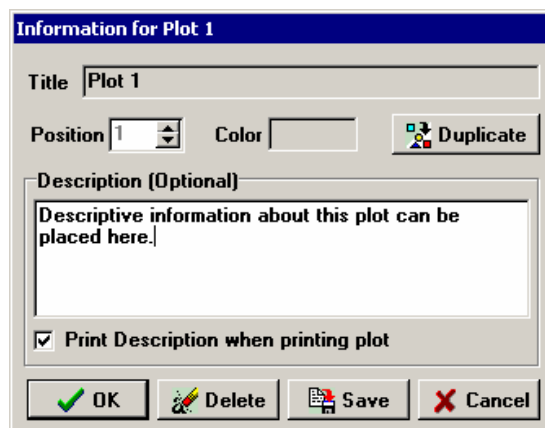 Information for Plot 1
Title Plot 1
Position 1 Color Duplicate
Description (Optional)
Descriptive information about this plot can be
placed here.
Print Description when printing plot
OK Delete Save Cancel